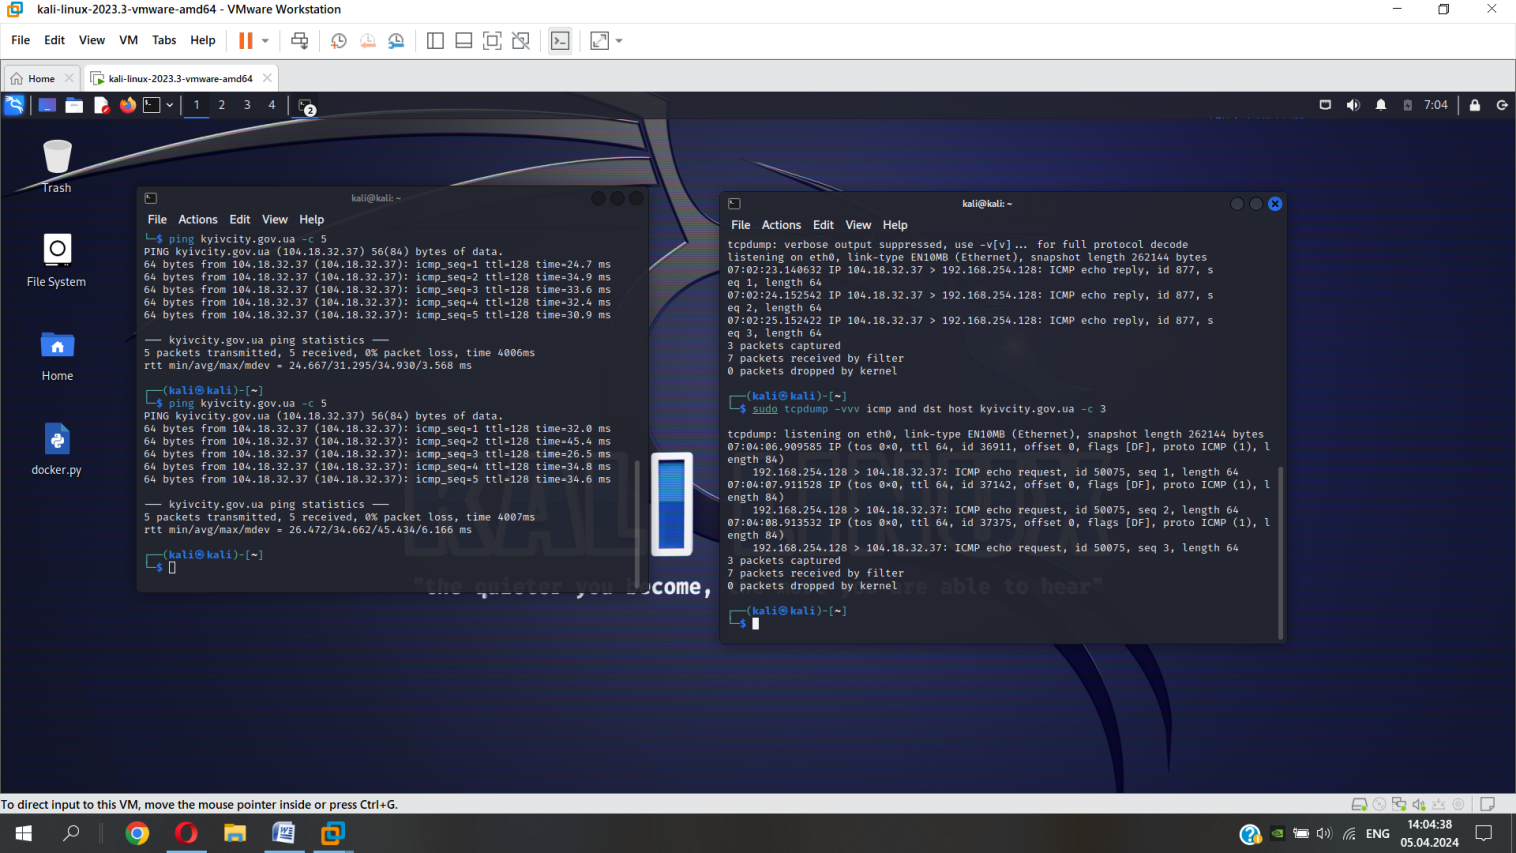 kali-linux-2023.3-vmware-amd64 - VMware Workstation
File Edit View VM Tabs Help
Home
kali-linux-2023.3-vmware-amd64
1 2 3 4
2
7:04
Trash
File System
Home
docker.py
kali@kali: ~
File Actions Edit View Help
└─$ ping kyivcity.gov.ua -c 5
PING kyivcity.gov.ua (104.18.32.37) 56(84) bytes of data.
64 bytes from 104.18.32.37 (104.18.32.37): icmp_seq=1 ttl=128 time=24.7 ms
64 bytes from 104.18.32.37 (104.18.32.37): icmp_seq=2 ttl=128 time=34.9 ms
64 bytes from 104.18.32.37 (104.18.32.37): icmp_seq=3 ttl=128 time=33.6 ms
64 bytes from 104.18.32.37 (104.18.32.37): icmp_seq=4 ttl=128 time=32.4 ms
64 bytes from 104.18.32.37 (104.18.32.37): icmp_seq=5 ttl=128 time=30.9 ms
--- kyivcity.gov.ua ping statistics ---
5 packets transmitted, 5 received, 0% packet loss, time 4006ms
rtt min/avg/max/mdev = 24.667/31.295/34.930/3.568 ms
┌──(kali㉿kali)-[~]
└─$ ping kyivcity.gov.ua -c 5
PING kyivcity.gov.ua (104.18.32.37) 56(84) bytes of data.
64 bytes from 104.18.32.37 (104.18.32.37): icmp_seq=1 ttl=128 time=32.0 ms
64 bytes from 104.18.32.37 (104.18.32.37): icmp_seq=2 ttl=128 time=45.4 ms
64 bytes from 104.18.32.37 (104.18.32.37): icmp_seq=3 ttl=128 time=26.5 ms
64 bytes from 104.18.32.37 (104.18.32.37): icmp_seq=4 ttl=128 time=34.8 ms
64 bytes from 104.18.32.37 (104.18.32.37): icmp_seq=5 ttl=128 time=34.6 ms
--- kyivcity.gov.ua ping statistics ---
5 packets transmitted, 5 received, 0% packet loss, time 4007ms
rtt min/avg/max/mdev = 26.472/34.662/45.434/6.166 ms
┌──(kali㉿kali)-[~]
└─$
kali@kali: ~
File Actions Edit View Help
tcpdump: verbose output suppressed, use -v[v]... for full protocol decode
listening on eth0, link-type EN10MB (Ethernet), snapshot length 262144 bytes
07:02:23.140632 IP 104.18.32.37 > 192.168.254.128: ICMP echo reply, id 877, s
eq 1, length 64
07:02:24.152542 IP 104.18.32.37 > 192.168.254.128: ICMP echo reply, id 877, s
eq 2, length 64
07:02:25.152422 IP 104.18.32.37 > 192.168.254.128: ICMP echo reply, id 877, s
eq 3, length 64
3 packets captured
7 packets received by filter
0 packets dropped by kernel
┌──(kali㉿kali)-[~]
└─$ sudo tcpdump -vvv icmp and dst host kyivcity.gov.ua -c 3
tcpdump: listening on eth0, link-type EN10MB (Ethernet), snapshot length 262144 bytes
07:04:06.909585 IP (tos 0×0, ttl 64, id 36911, offset 0, flags [DF], proto ICMP (1), l
ength 84)
192.168.254.128 > 104.18.32.37: ICMP echo request, id 50075, seq 1, length 64
07:04:07.911528 IP (tos 0×0, ttl 64, id 37142, offset 0, flags [DF], proto ICMP (1), l
ength 84)
192.168.254.128 > 104.18.32.37: ICMP echo request, id 50075, seq 2, length 64
07:04:08.913532 IP (tos 0×0, ttl 64, id 37375, offset 0, flags [DF], proto ICMP (1), l
ength 84)
192.168.254.128 > 104.18.32.37: ICMP echo request, id 50075, seq 3, length 64
3 packets captured
7 packets received by filter
0 packets dropped by kernel
┌──(kali㉿kali)-[~]
└─$
KALI LINUX
"the quieter you become, the more you are able to hear"
To direct input to this VM, move the mouse pointer inside or press Ctrl+G.
ENG
14:04:38
05.04.2024